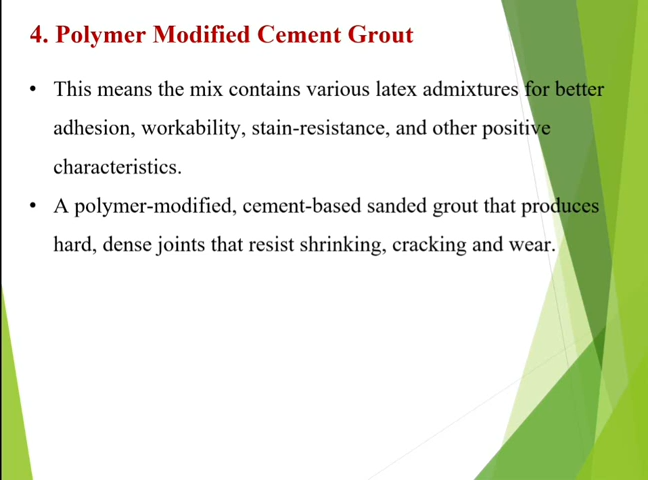 4. Polymer Modified Cement Grout
• This means the mix contains various latex admixtures for better
adhesion, workability, stain-resistance, and other positive
characteristics.
• A polymer-modified, cement-based sanded grout that produces
hard, dense joints that resist shrinking, cracking and wear.